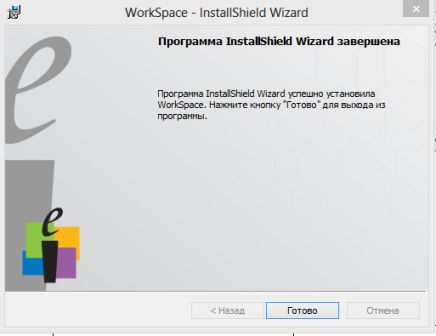 WorkSpace - InstallShield Wizard
Программа InstallShield Wizard завершена
Программа InstallShield Wizard успешно установила
WorkSpace. Нажмите кнопку "Готово" для выхода из
программы.
< Назад
Готово
Отмена